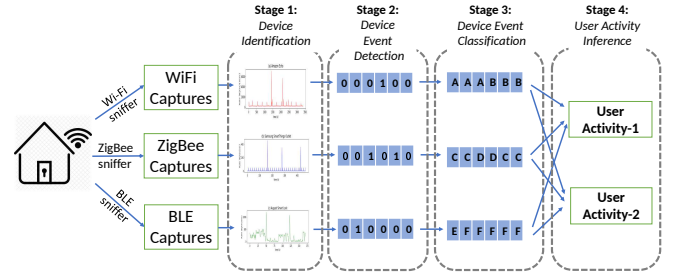 Stage 1:
Device
Identification
Stage 2:
Device
Event
Detection
Stage 3:
Device Event
Classification
Stage 4:
User Activity
Inference
Wi-Fi
sniffer
WiFi
Captures
0 0 0 1 0 0
A A A B B B
User
Activity-1
ZigBee
sniffer
ZigBee
Captures
0 0 1 0 1 0
C C D D C C
BLE
sniffer
BLE
Captures
0 1 0 0 0 0
E F F F F F
User
Activity-2